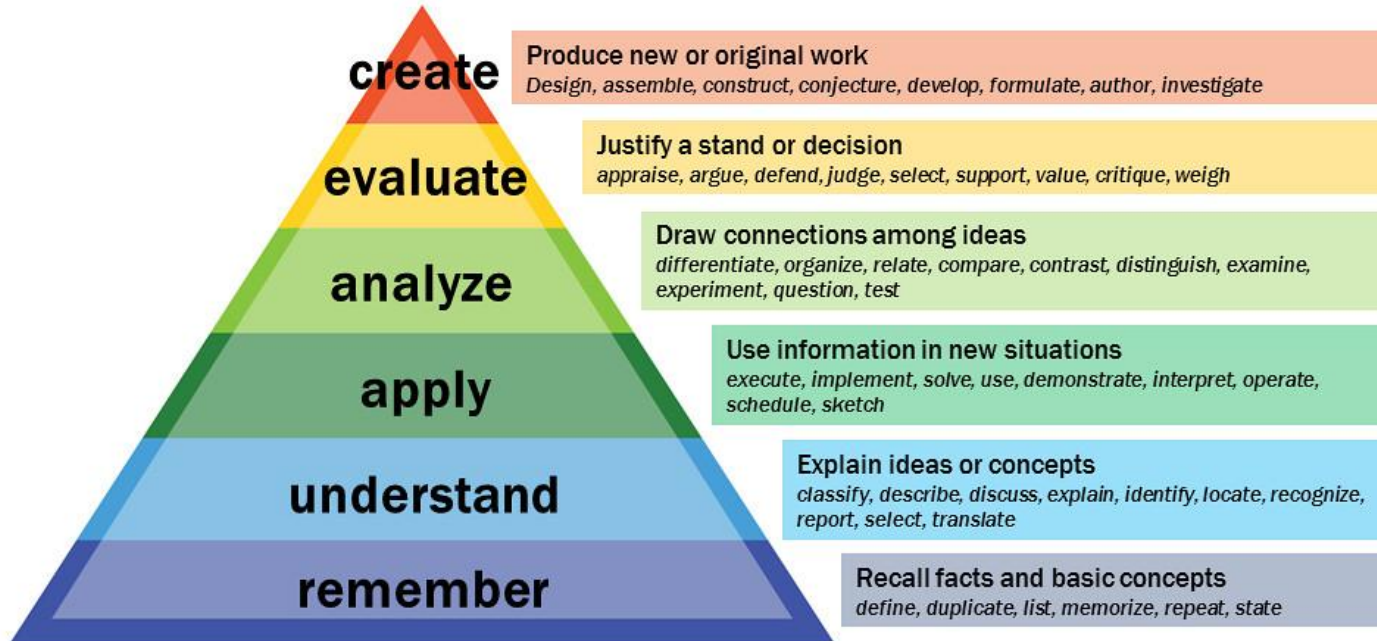 create
Produce new or original work
Design, assemble, construct, conjecture, develop, formulate, author, investigate
evaluate
Justify a stand or decision
appraise, argue, defend, judge, select, support, value, critique, weigh
analyze
Draw connections among ideas
differentiate, organize, relate, compare, contrast, distinguish, examine,
experiment, question, test
apply
Use information in new situations
execute, implement, solve, use, demonstrate, interpret, operate,
schedule, sketch
understand
Explain ideas or concepts
classify, describe, discuss, explain, identify, locate, recognize,
report, select, translate
remember
Recall facts and basic concepts
define, duplicate, list, memorize, repeat, state